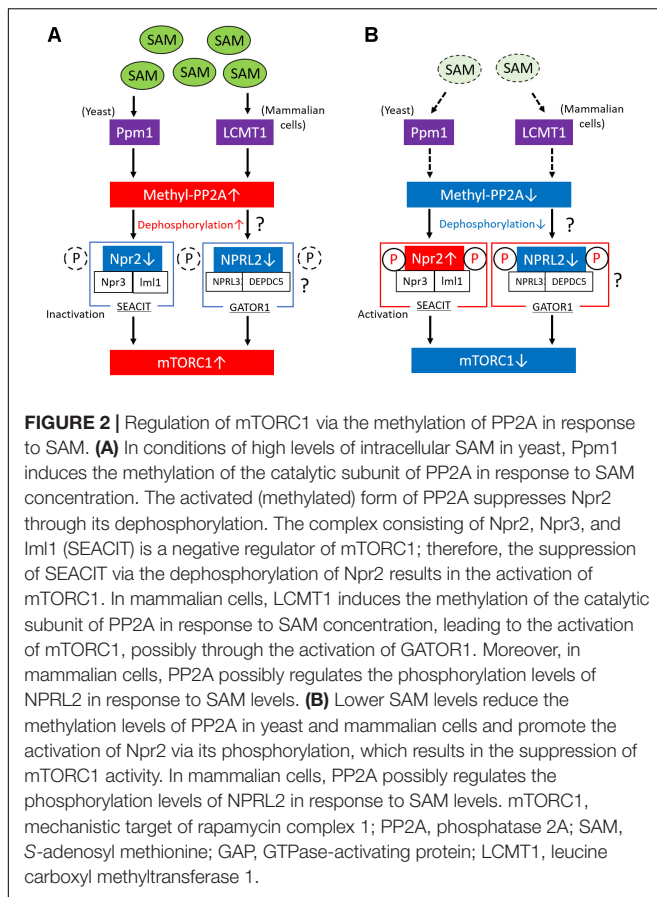 A
B
SAM SAM
SAM SAM SAM
SAM SAM
(Yeast) (Mammalian cells)
Ppm1 LCMT1
(Yeast) (Mammalian cells)
Ppm1 LCMT1
Methyl-PP2A↑
Methyl-PP2A↓
Dephosphorylation↑ ?
Dephosphorylation↓ ?
P Npr2↓ P NPRL2↓ P
Npr3 Iml1 NPRL3 DEPDC5 ?
Inactivation SEACIT GATOR1
P Npr2↑ P P NPRL2↓ P
Npr3 Iml1 NPRL3 DEPDC5 ?
Activation SEACIT GATOR1
mTORC1↑
mTORC1↓
FIGURE 2 | Regulation of mTORC1 via the methylation of PP2A in response
to SAM. (A) In conditions of high levels of intracellular SAM in yeast, Ppm1
induces the methylation of the catalytic subunit of PP2A in response to SAM
concentration. The activated (methylated) form of PP2A suppresses Npr2
through its dephosphorylation. The complex consisting of Npr2, Npr3, and
Iml1 (SEACIT) is a negative regulator of mTORC1; therefore, the suppression
of SEACIT via the dephosphorylation of Npr2 results in the activation of
mTORC1. In mammalian cells, LCMT1 induces the methylation of the catalytic
subunit of PP2A in response to SAM concentration, leading to the activation
of mTORC1, possibly through the activation of GATOR1. Moreover, in
mammalian cells, PP2A possibly regulates the phosphorylation levels of
NPRL2 in response to SAM levels. (B) Lower SAM levels reduce the
methylation levels of PP2A in yeast and mammalian cells and promote the
activation of Npr2 via its phosphorylation, which results in the suppression of
mTORC1 activity. In mammalian cells, PP2A possibly regulates the
phosphorylation levels of NPRL2 in response to SAM levels. mTORC1,
mechanistic target of rapamycin complex 1; PP2A, phosphatase 2A; SAM,
S-adenosyl methionine; GAP, GTPase-activating protein; LCMT1, leucine
carboxyl methyltransferase 1.